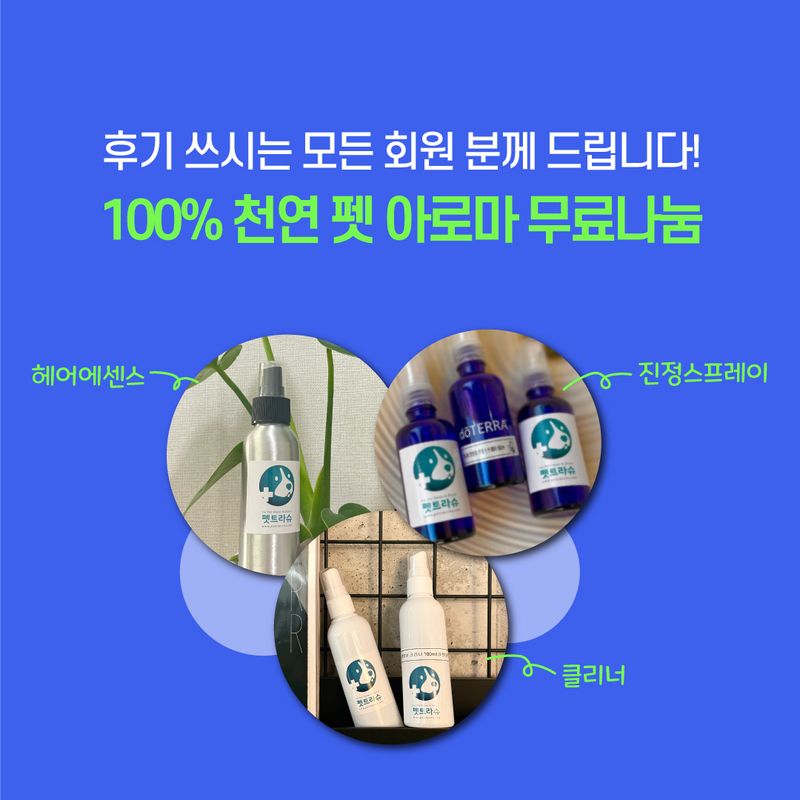 후기 쓰시는 모든 회원 분께 드립니다!
100% 천연 펫 아로마 무료나눔
헤어에센스
진정스프레이
dōTERRA
펫트라슈
펫트라슈
펫트라슈
클리너
펫트라슈
펫트라슈